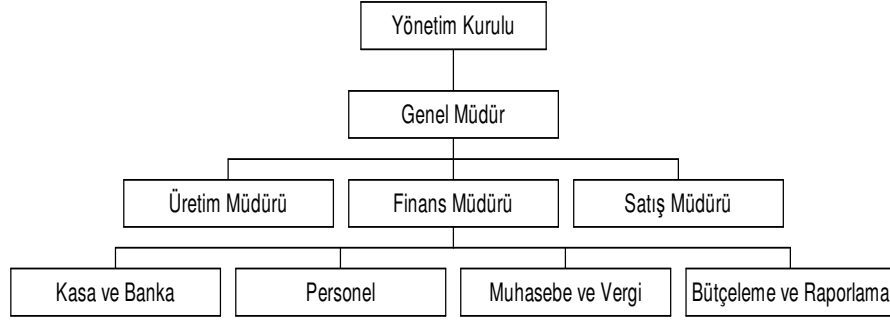 Yönetim Kurulu
Genel Müdür
Üretim Müdürü
Finans Müdürü
Satış Müdürü
Kasa ve Banka
Personel
Muhasebe ve Vergi
Bütçeleme ve Raporlama